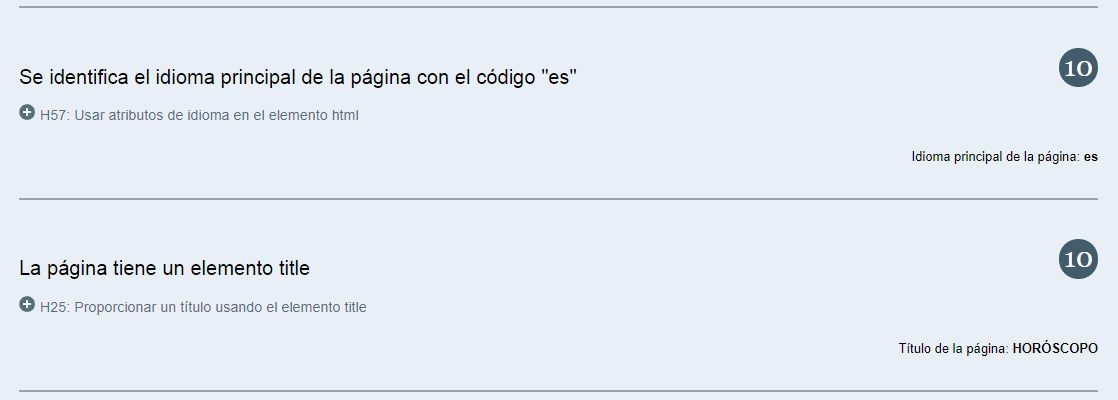 Se identifica el idioma principal de la página con el código "es"
10
H57: Usar atributos de idioma en el elemento html
Idioma principal de la página: es
La página tiene un elemento title
10
H25: Proporcionar un título usando el elemento title
Título de la página: HORÓSCOPO